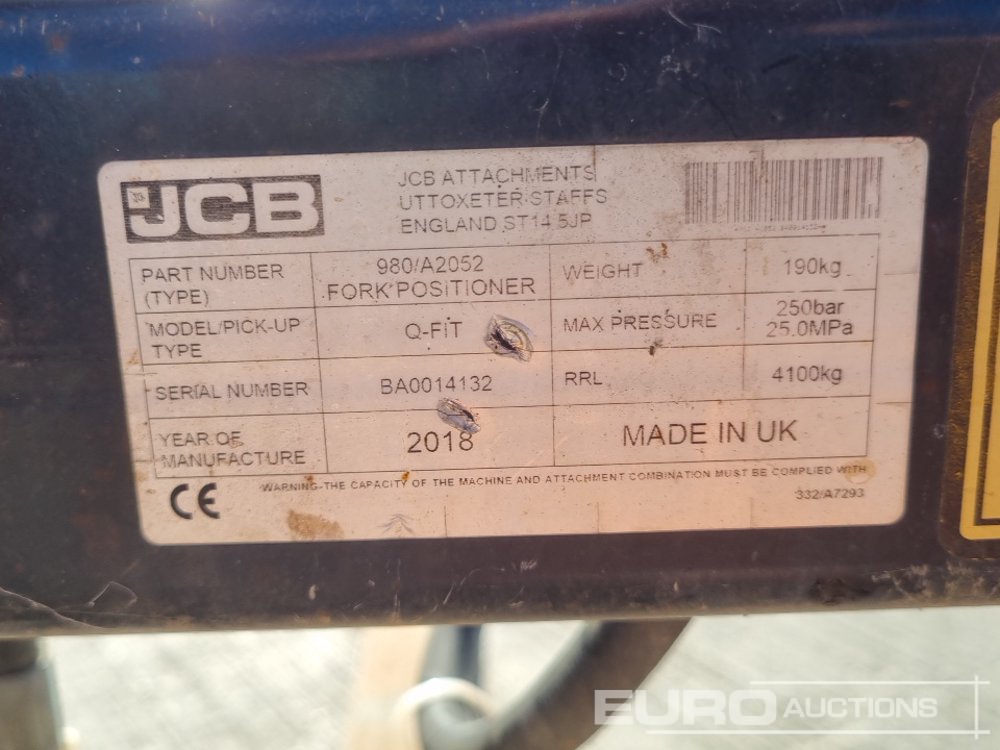 JCB
JCB ATTACHMENTS
UTTOXETER STAFFS
ENGLAND ST14 5JP
PART NUMBER
(TYPE)
980/A2052
FORK POSITIONER
WEIGHT
190kg
MODEL/PICK-UP
TYPE
Q-FIT
MAX PRESSURE
250bar
25.0MPa
SERIAL NUMBER
BA0014132
RRL
4100kg
YEAR OF
MANUFACTURE
2018
MADE IN UK
CE
WARNING-THE CAPACITY OF THE MACHINE AND ATTACHMENT COMBINATION MUST BE COMPLIED WITH
332/A7293
EURO AUCTIONS